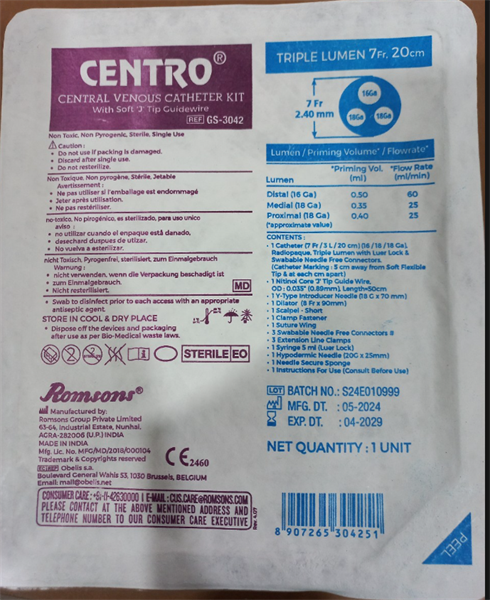 CENTRO®
CENTRAL VENOUS CATHETER KIT
With Soft 'J' Tip Guidewire
REF GS-3042
Non Toxic, Non Pyrogenic, Sterile, Single Use
Caution:
• Do not use if packing is damaged.
• Discard after single use.
• Do not resterilize.
Non Toxique, Non pyrogène, Stérile, Jetable
Avertissement :
• Ne pas utiliser si l'emballage est endommagé
• Jeter après utilisation.
• Ne pas restériliser.
no-toxico, No pirogénico, es sterilizado, para uso unico
aviso :
• no utilizar cuando el enpaque está danado,
• desechard duspues de utizar.
• No vuelva a esterilizar.
nicht Toxisch, Pyrogenfrei, sterilisiert, zum Einmalgebrauch
Warnung :
• nicht verwenden, wenn die Verpackung beschadigt ist
• zum Einmalgebrauch.
• Nicht resterillisiert.
MD
• Swab to disinfect prior to each access with an appropriate
antiseptic agent.
STORE IN COOL & DRY PLACE
• Dispose off the devices and packaging
after use as per Bio-Medical waste laws.
STERILE EO
Romsons®
Manufactured by:
Romsons Group Private Limited
63-64, Industrial Estate, Nunhai,
AGRA-282006 (U.P.) INDIA
MADE IN INDIA
Mfg. Lic. No. MFG/MD/2018/000104
Trademark & Copyrights reserved
EC REP Obelis s.a.
Boulevard General Wahis 53, 1030 Brussels, BELGIUM
Email: mail@obelis.net
CE 2460
CONSUMER CARE : +91-11-42630000 | E-MAIL : CUS.CARE@ROMSONS.COM
PLEASE CONTACT AT THE ABOVE MENTIONED ADDRESS AND
TELEPHONE NUMBER TO OUR CONSUMER CARE EXECUTIVE
TRIPLE LUMEN 7Fr, 20cm
7 Fr
2.40 mm
16Ga
18Ga
18Ga
Lumen / Priming Volume* / Flowrate*
Lumen *Priming Vol. (ml) *Flow Rate (ml/min)
Distal (16 Ga) 0.50 60
Medial (18 Ga) 0.35 25
Proximal (18 Ga) 0.40 25
(*approximate value)
CONTENTS :
• 1 Catheter (7 Fr / 3 L / 20 cm) (16 / 18 / 18 Ga),
Radiopaque, Triple Lumen with Luer Lock &
Swabable Needle Free Connectors.
(Catheter Marking : 5 cm away from Soft Flexible
Tip & at each cm apart)
• 1 Nitinol Core 'J' Tip Guide Wire,
OD : 0.035" (0.89mm), Length=50cm
• 1 Y-Type Introducer Needle (18 G x 70 mm)
• 1 Dilator (8 Fr x 90mm)
• 1 Scalpel - Short
• 1 Clamp Fastener
• 1 Suture Wing
• 3 Swabable Needle Free Connectors
• 3 Extension Line Clamps
• 1 Syringe 5 ml (Luer Lock)
• 1 Hypodermic Needle (20G x 25mm)
• 1 Needle Secure Sponge
• 1 Instructions For Use (Consult Before Use)
LOT BATCH NO.: S24E010999
MFG. DT. : 05-2024
EXP. DT. : 04-2029
NET QUANTITY : 1 UNIT
8 907265 304251
PEEL